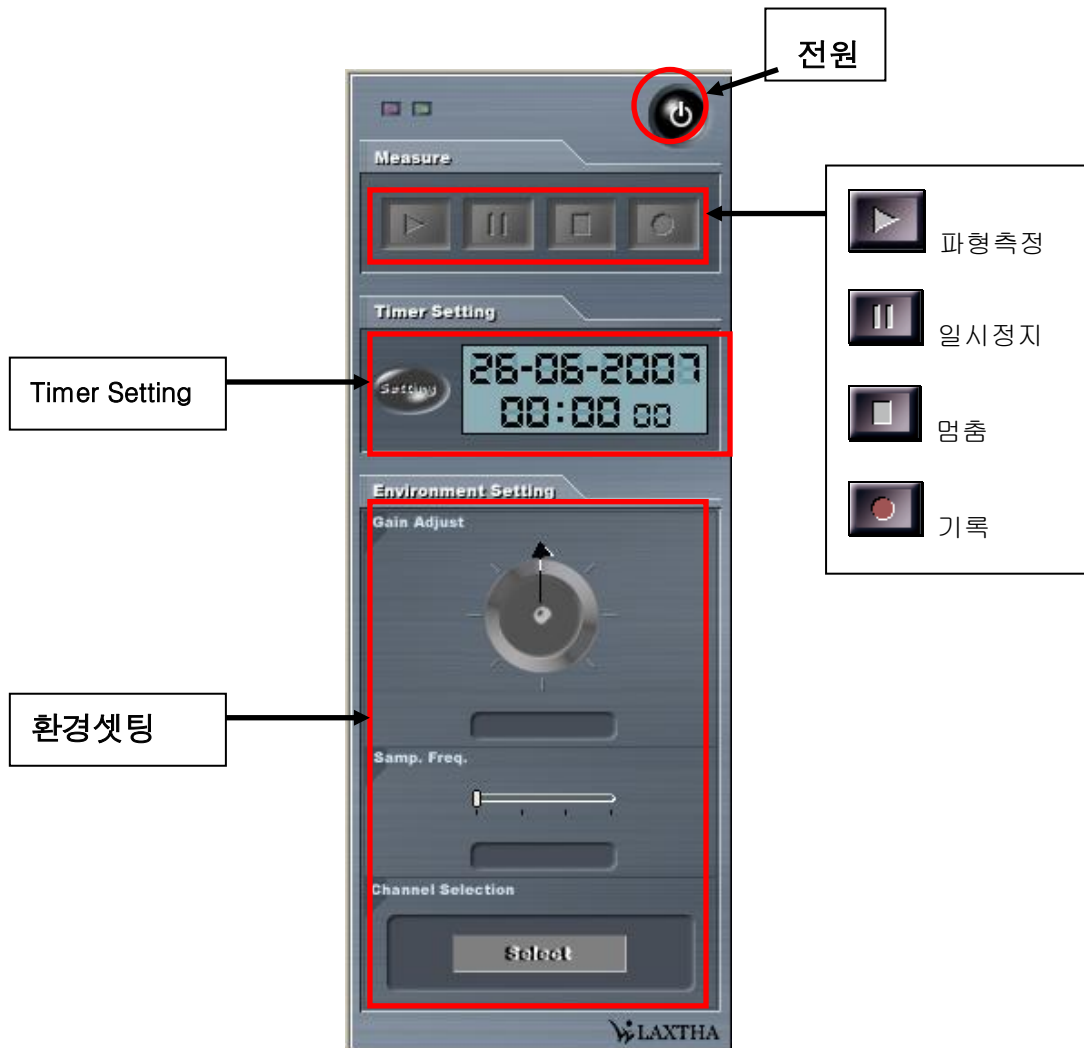 전원
Measure
파형측정
일시정지
멈춤
기록
Timer Setting
Timer Setting
Setting
26-06-2007
00:00 00
Environment Setting
Gain Adjust
환경셋팅
Samp. Freq.
Channel Selection
Select
LAXTHA